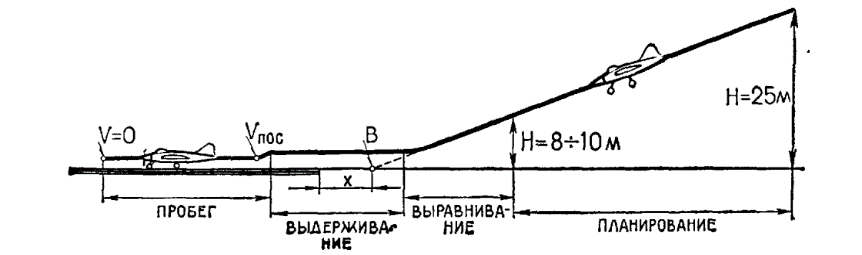 H=25м
V=0
Vпос
B
H=8÷10м
x
ПРОБЕГ
ВЫДЕРЖИВА-
НИЕ
ВЫРАВНИВА-
НИЕ
ПЛАНИРОВАНИЕ